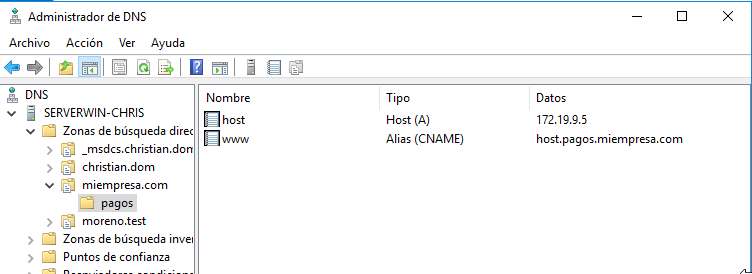 Administrador de DNS
Archivo Acción Ver Ayuda
DNS
SERVERWIN-CHRIS
Zonas de búsqueda direc
_msdcs.christian.dom
christian.dom
miempresa.com
pagos
moreno.test
Zonas de búsqueda inver
Puntos de confianza
Nombre Tipo Datos
host Host (A) 172.19.9.5
www Alias (CNAME) host.pagos.miempresa.com